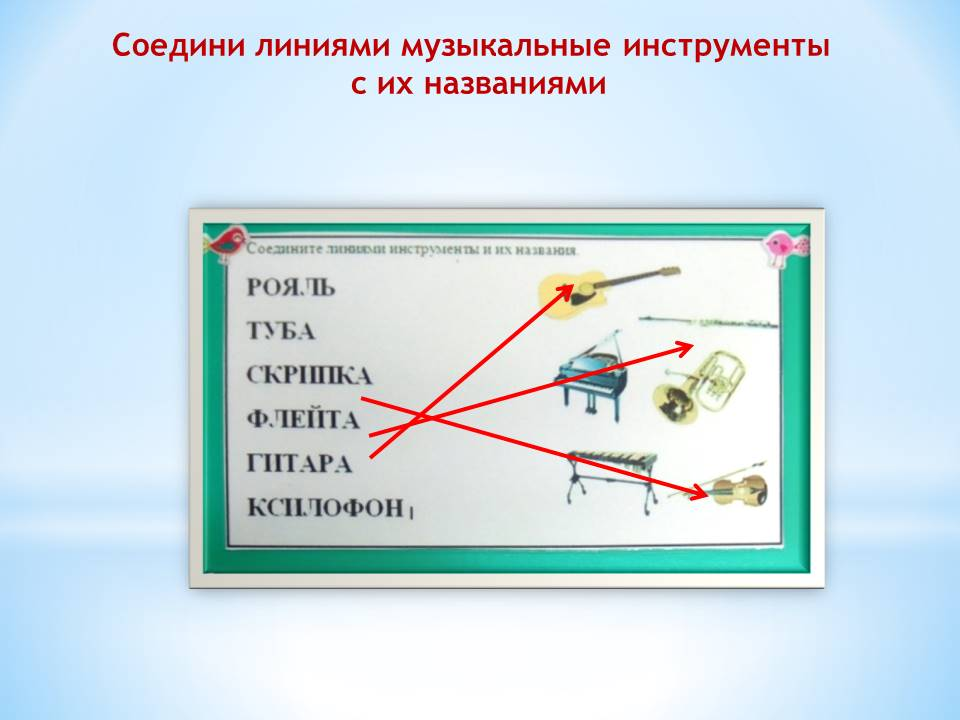 Соедини линиями музыкальные инструменты
с их названиями
Соедините линиями инструменты и их названия.
РОЯЛЬ
ТУБА
СКРИПКА
ФЛЕЙТА
ГИТАРА
КСИЛОФОН